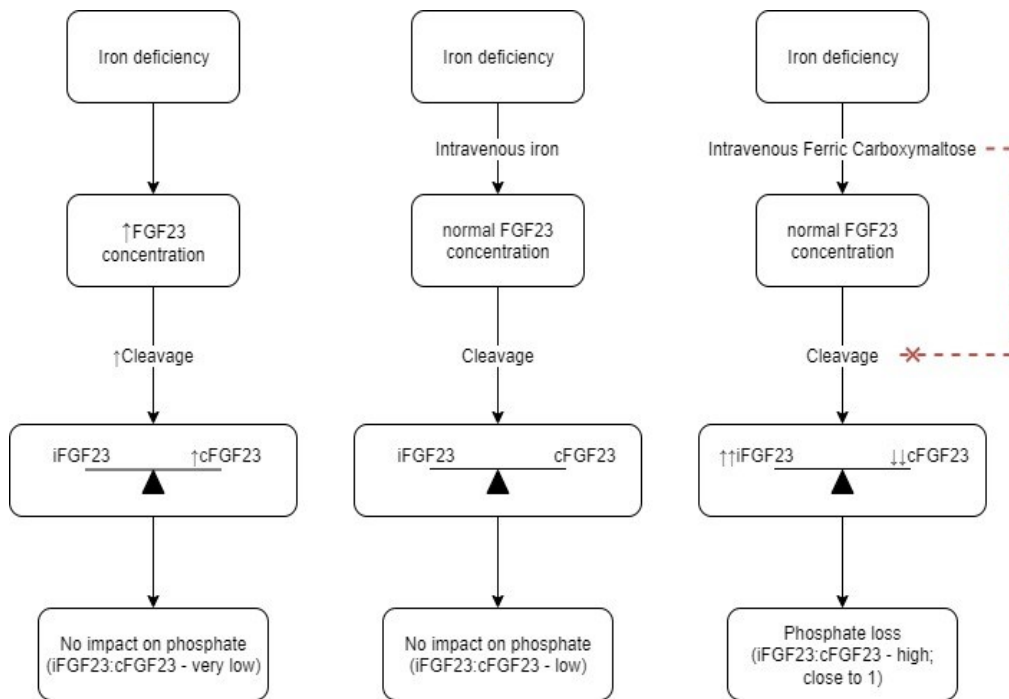 Iron deficiency
↑FGF23
concentration
↑Cleavage
iFGF23 ↑cFGF23
No impact on phosphate
(iFGF23:cFGF23 - very low)
Iron deficiency
Intravenous iron
normal FGF23
concentration
Cleavage
iFGF23 cFGF23
No impact on phosphate
(iFGF23:cFGF23 - low)
Iron deficiency
Intravenous Ferric Carboxymaltose
normal FGF23
concentration
Cleavage
↑↑iFGF23 ↓↓cFGF23
Phosphate loss
(iFGF23:cFGF23 - high;
close to 1)